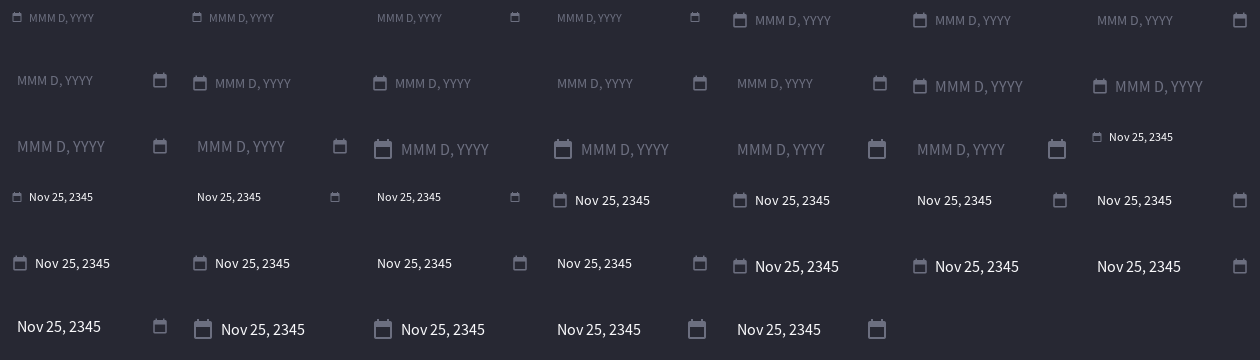 MMM D, YYYY MMM D, YYYY MMM D, YYYY MMM D, YYYY MMM D, YYYY MMM D, YYYY MMM D, YYYY
MMM D, YYYY MMM D, YYYY MMM D, YYYY MMM D, YYYY MMM D, YYYY MMM D, YYYY MMM D, YYYY
MMM D, YYYY MMM D, YYYY MMM D, YYYY MMM D, YYYY MMM D, YYYY MMM D, YYYY Nov 25, 2345
Nov 25, 2345 Nov 25, 2345 Nov 25, 2345 Nov 25, 2345 Nov 25, 2345 Nov 25, 2345 Nov 25, 2345
Nov 25, 2345 Nov 25, 2345 Nov 25, 2345 Nov 25, 2345 Nov 25, 2345 Nov 25, 2345 Nov 25, 2345
Nov 25, 2345 Nov 25, 2345 Nov 25, 2345 Nov 25, 2345 Nov 25, 2345